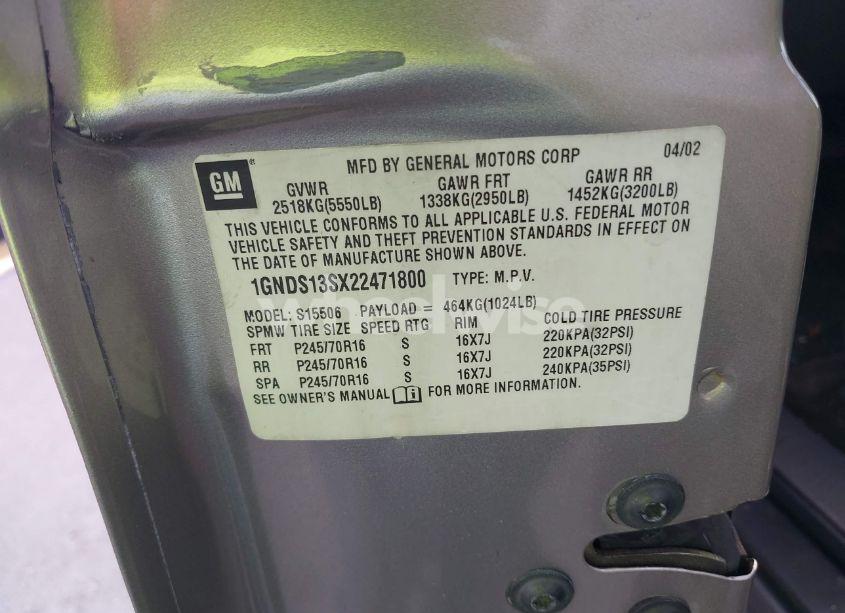 GM
MFD BY GENERAL MOTORS CORP 04/02
GVWR GAWR FRT GAWR RR
2518KG(5550LB) 1338KG(2950LB) 1452KG(3200LB)
THIS VEHICLE CONFORMS TO ALL APPLICABLE U.S. FEDERAL MOTOR
VEHICLE SAFETY AND THEFT PREVENTION STANDARDS IN EFFECT ON
THE DATE OF MANUFACTURE SHOWN ABOVE.
1GNDS13SX22471800 TYPE: M.P.V.
wheelwise
MODEL: S15506 PAYLOAD = 464KG(1024LB)
SPMW TIRE SIZE SPEED RTG RIM COLD TIRE PRESSURE
FRT P245/70R16 S 16X7J 220KPA(32PSI)
RR P245/70R16 S 16X7J 220KPA(32PSI)
SPA P245/70R16 S 16X7J 240KPA(35PSI)
SEE OWNER'S MANUAL FOR MORE INFORMATION.